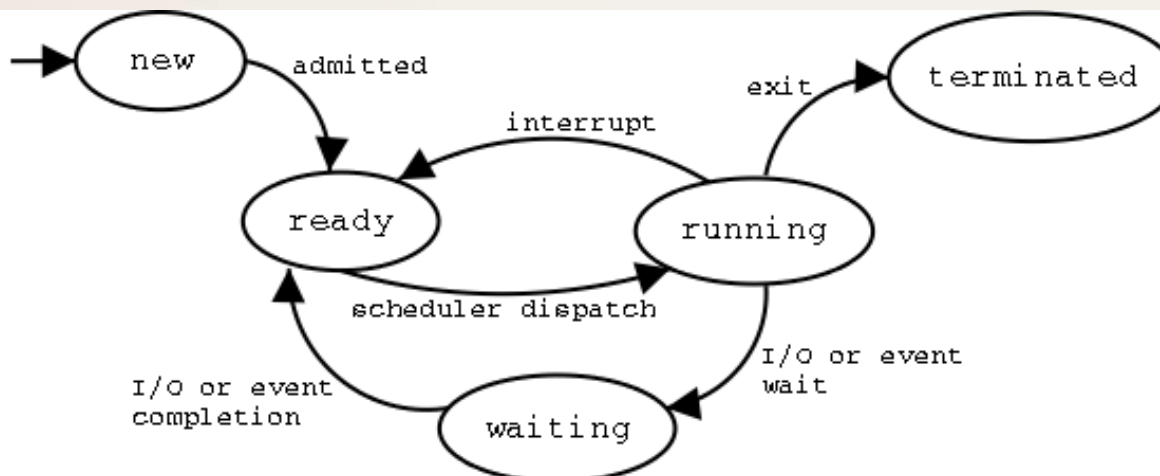 new
admitted
terminated
exit
interrupt
ready
running
scheduler dispatch
I/O or event
wait
I/O or event
completion
waiting